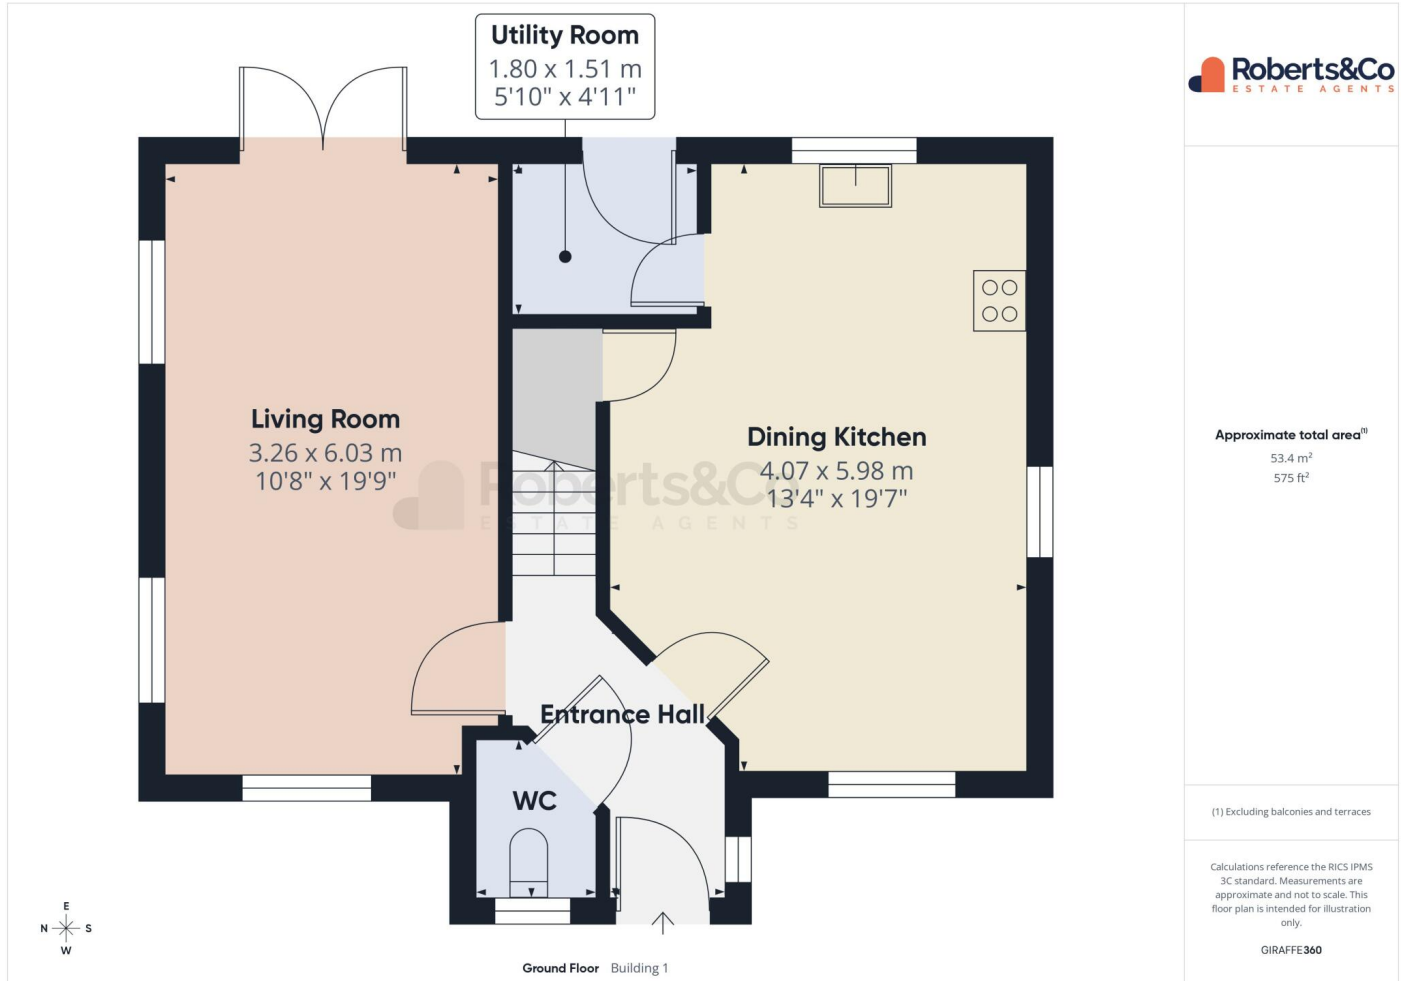 Utility Room
1.80 x 1.51 m
5'10" x 4'11"
Roberts&Co
ESTATE AGENTS
Living Room
3.26 x 6.03 m
10'8" x 19'9"
Dining Kitchen
4.07 x 5.98 m
13'4" x 19'7"
Roberts&Co
ESTATE AGENTS
Approximate total area(1)
53.4 m²
575 ft²
Entrance Hall
WC
(1) Excluding balconies and terraces
Calculations reference the RICS IPMS
3C standard. Measurements are
approximate and not to scale. This
floor plan is intended for illustration
only.
GIRAFFE360
E
N S
W
Ground Floor Building 1